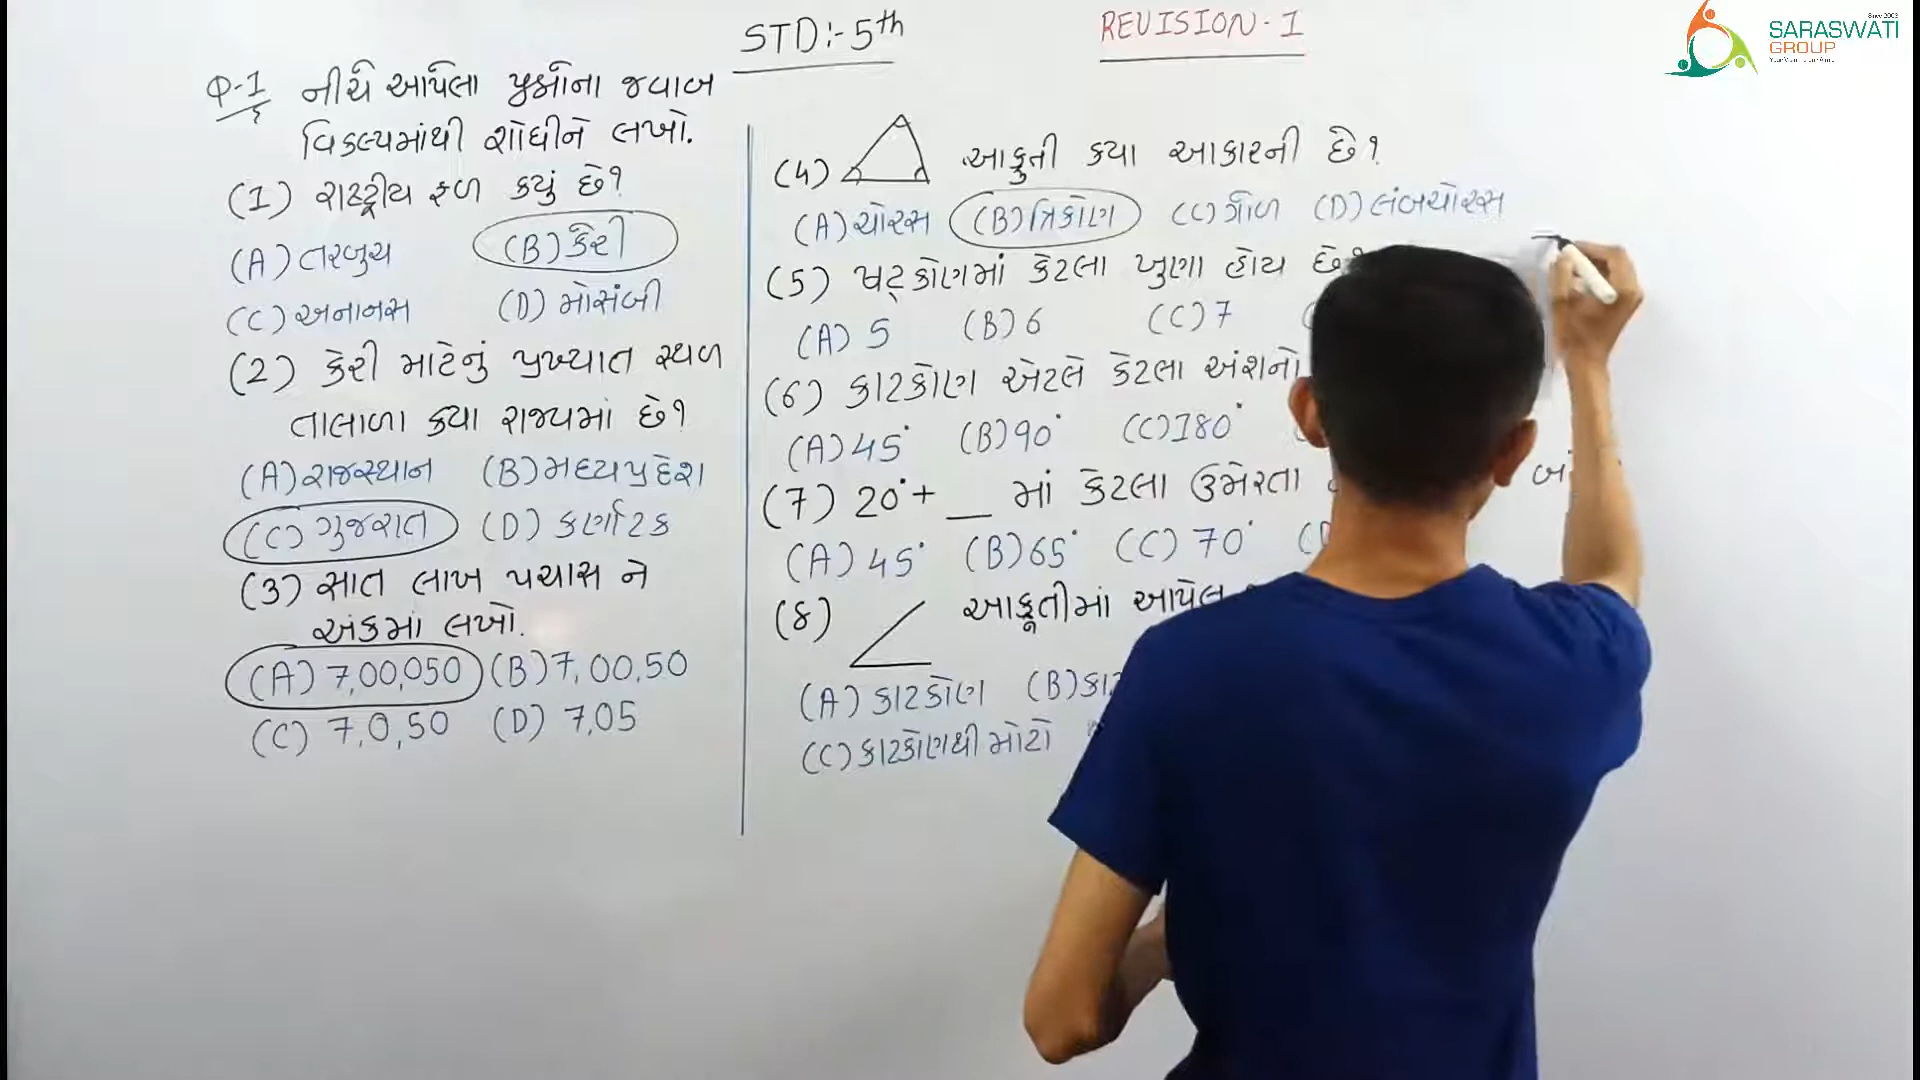 STD:- 5th
REVISION - 1
SARASWATI
GROUP
Q-1 નીચે આપેલા પ્રશ્નોના જવાબ
વિકલ્પમાંથી શોધીને લખો.
(1) રાષ્ટ્રીય ફળ કયું છે?
(A) તરબુચ (B) કેરી
(C) અનાનસ (D) મોસંબી
(2) કેરી માટેનું પ્રખ્યાત સ્થળ
તાલાળા કયા રાજ્યમાં છે?
(A) રાજસ્થાન (B) મધ્યપ્રદેશ
(C) ગુજરાત (D) કર્ણાટક
(3) સાત લાખ પચાસ ને
અંકમાં લખો.
(A) 7,00,050 (B) 7,00,50
(C) 7,0,50 (D) 7,05
(4) આકૃતી કયા આકારની છે?
(A) ચોરસ (B) ત્રિકોણ (C) ગોળ (D) લંબચોરસ
(5) ષટ્કોણમાં કેટલા ખુણા હોય છે?
(A) 5 (B) 6 (C) 7
(6) કાટકોણ એટલે કેટલા અંશનો
(A) 45° (B) 90° (C) 180°
(7) 20° + __ માં કેટલા ઉમેરતા
(A) 45° (B) 65° (C) 70°
(8) આકૃતીમાં આપેલ
(A) કાટકોણ (B)
(C) કાટકોણથી મોટો